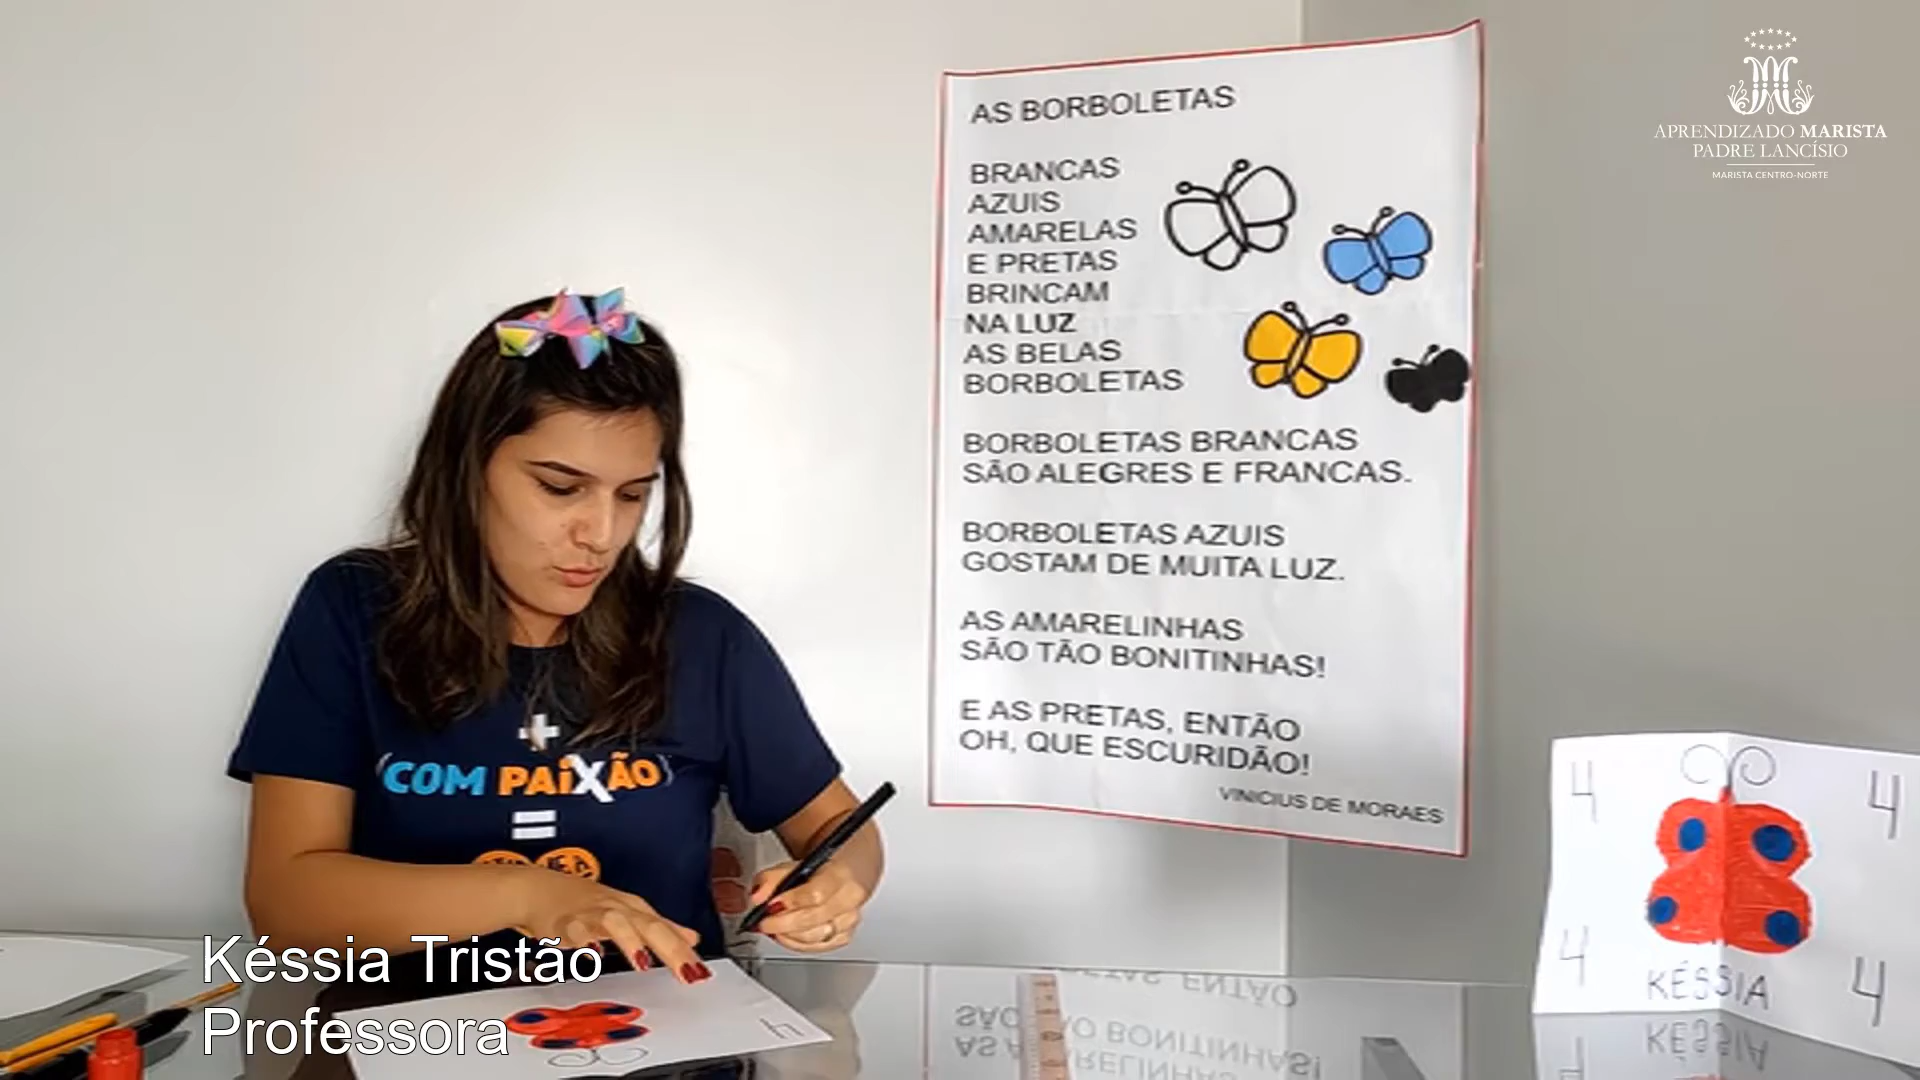 AS BORBOLETAS
BRANCAS
AZUIS
AMARELAS
E PRETAS
BRINCAM
NA LUZ
AS BELAS
BORBOLETAS
BORBOLETAS BRANCAS
SÃO ALEGRES E FRANCAS.
BORBOLETAS AZUIS
GOSTAM DE MUITA LUZ.
AS AMARELINHAS
SÃO TÃO BONITINHAS!
E AS PRETAS, ENTÃO
OH, QUE ESCURIDÃO!
VINICIUS DE MORAES
APRENDIZADO MARISTA
PADRE LANCÍSIO
MARISTA CENTRO-NORTE
+
(COM PAIXÃO)
=
4 4
4 4
KÉSSIA
4
Késsia Tristão
Professora